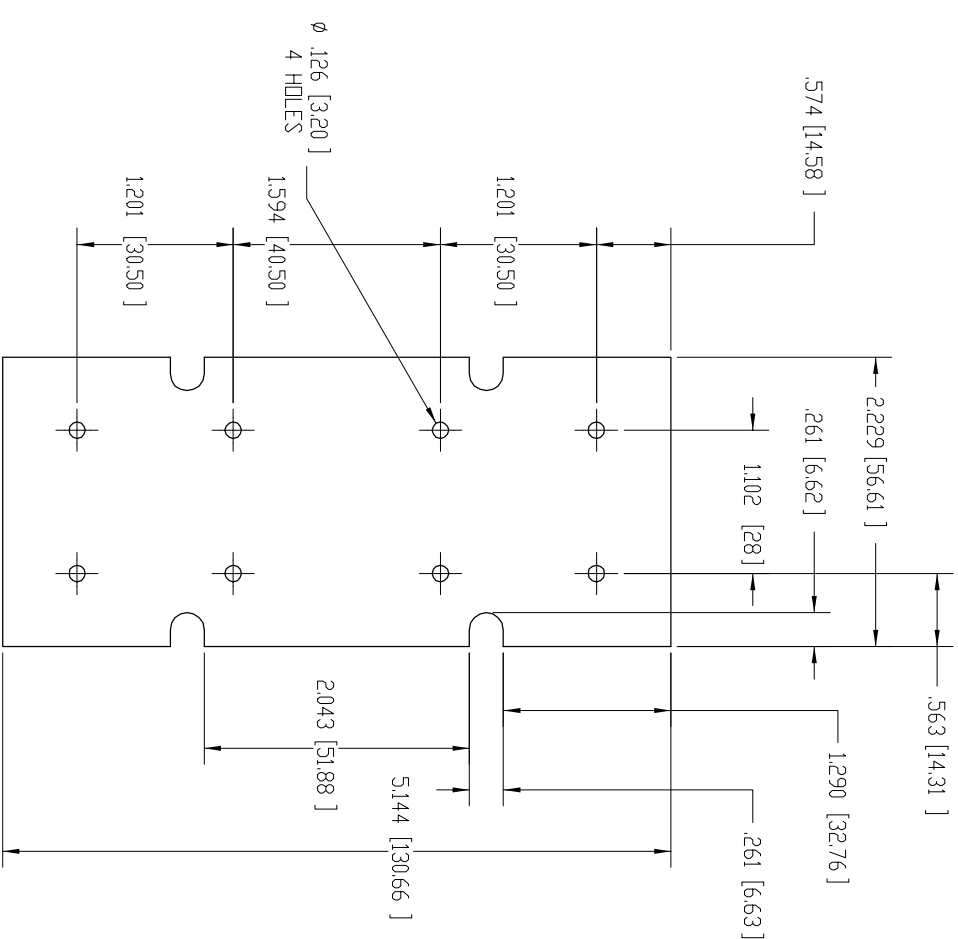 .574 [14.58 ]
1.201 [30.50 ]
1.594 [40.50 ]
1.201 [30.50 ]
Ø .126 [3.20 ]
4 HOLES
2.229 [56.61 ]
.261 [6.62 ]
1.102 [28 ]
.563 [14.31 ]
1.290 [32.76 ]
.261 [6.63 ]
2.043 [51.88 ]
5.144 [130.66 ]